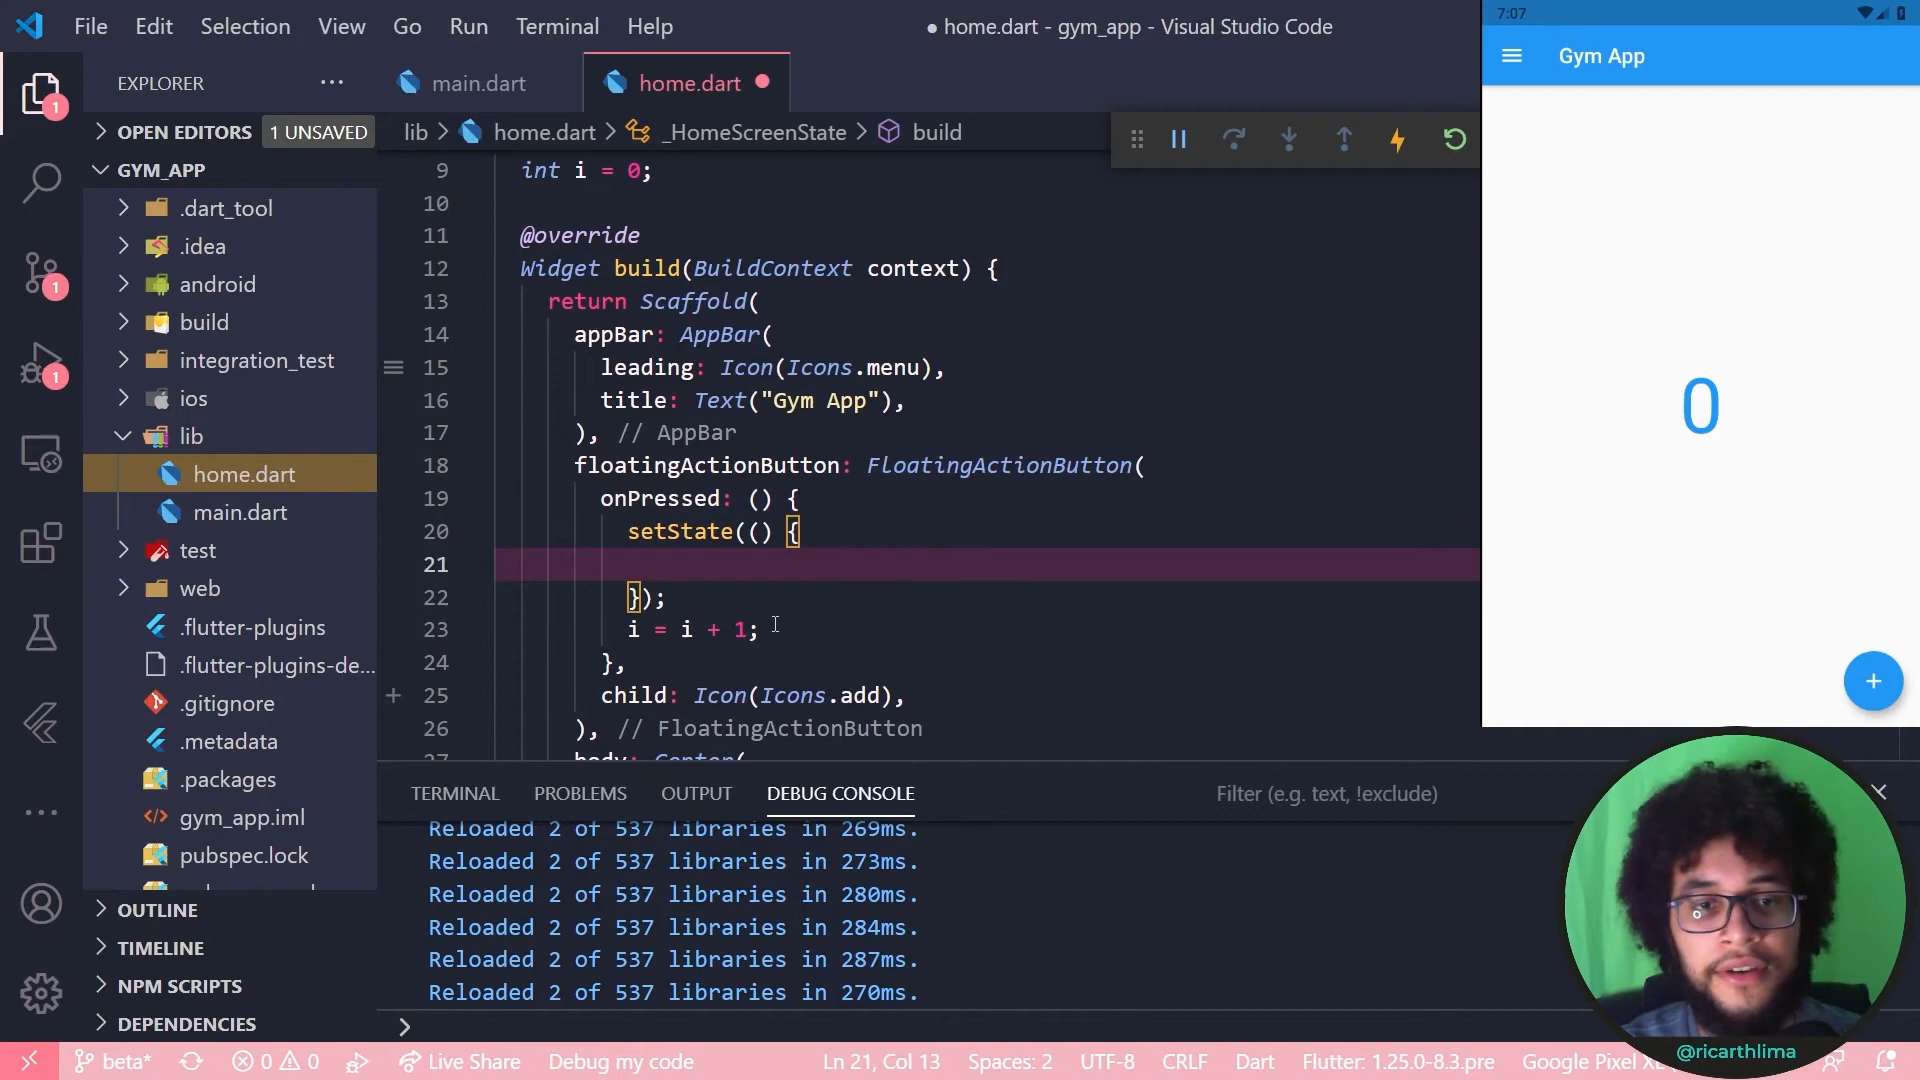 File Edit Selection View Go Run Terminal Help
● home.dart - gym_app - Visual Studio Code
7:07
Gym App
EXPLORER
main.dart
home.dart
OPEN EDITORS 1 UNSAVED
lib > home.dart > _HomeScreenState > build
GYM_APP
.dart_tool
.idea
android
build
integration_test
ios
lib
home.dart
main.dart
test
web
.flutter-plugins
.flutter-plugins-de...
.gitignore
.metadata
.packages
gym_app.iml
pubspec.lock
OUTLINE
TIMELINE
NPM SCRIPTS
DEPENDENCIES
1
1
1
9 int i = 0;
10
11 @override
12 Widget build(BuildContext context) {
13 return Scaffold(
14 appBar: AppBar(
15 leading: Icon(Icons.menu),
16 title: Text("Gym App"),
17 ), // AppBar
18 floatingActionButton: FloatingActionButton(
19 onPressed: () {
20 setState(() {
21
22 });
23 i = i + 1;
24 },
25 child: Icon(Icons.add),
26 ), // FloatingActionButton
27 body: Center(
0
+
TERMINAL PROBLEMS OUTPUT DEBUG CONSOLE
Filter (e.g. text, !exclude)
Reloaded 2 of 537 libraries in 269ms.
Reloaded 2 of 537 libraries in 273ms.
Reloaded 2 of 537 libraries in 280ms.
Reloaded 2 of 537 libraries in 284ms.
Reloaded 2 of 537 libraries in 287ms.
Reloaded 2 of 537 libraries in 270ms.
>
beta* 0 0 Live Share Debug my code
Ln 21, Col 13 Spaces: 2 UTF-8 CRLF Dart Flutter: 1.25.0-8.3.pre Google Pixel
@ricarthlima